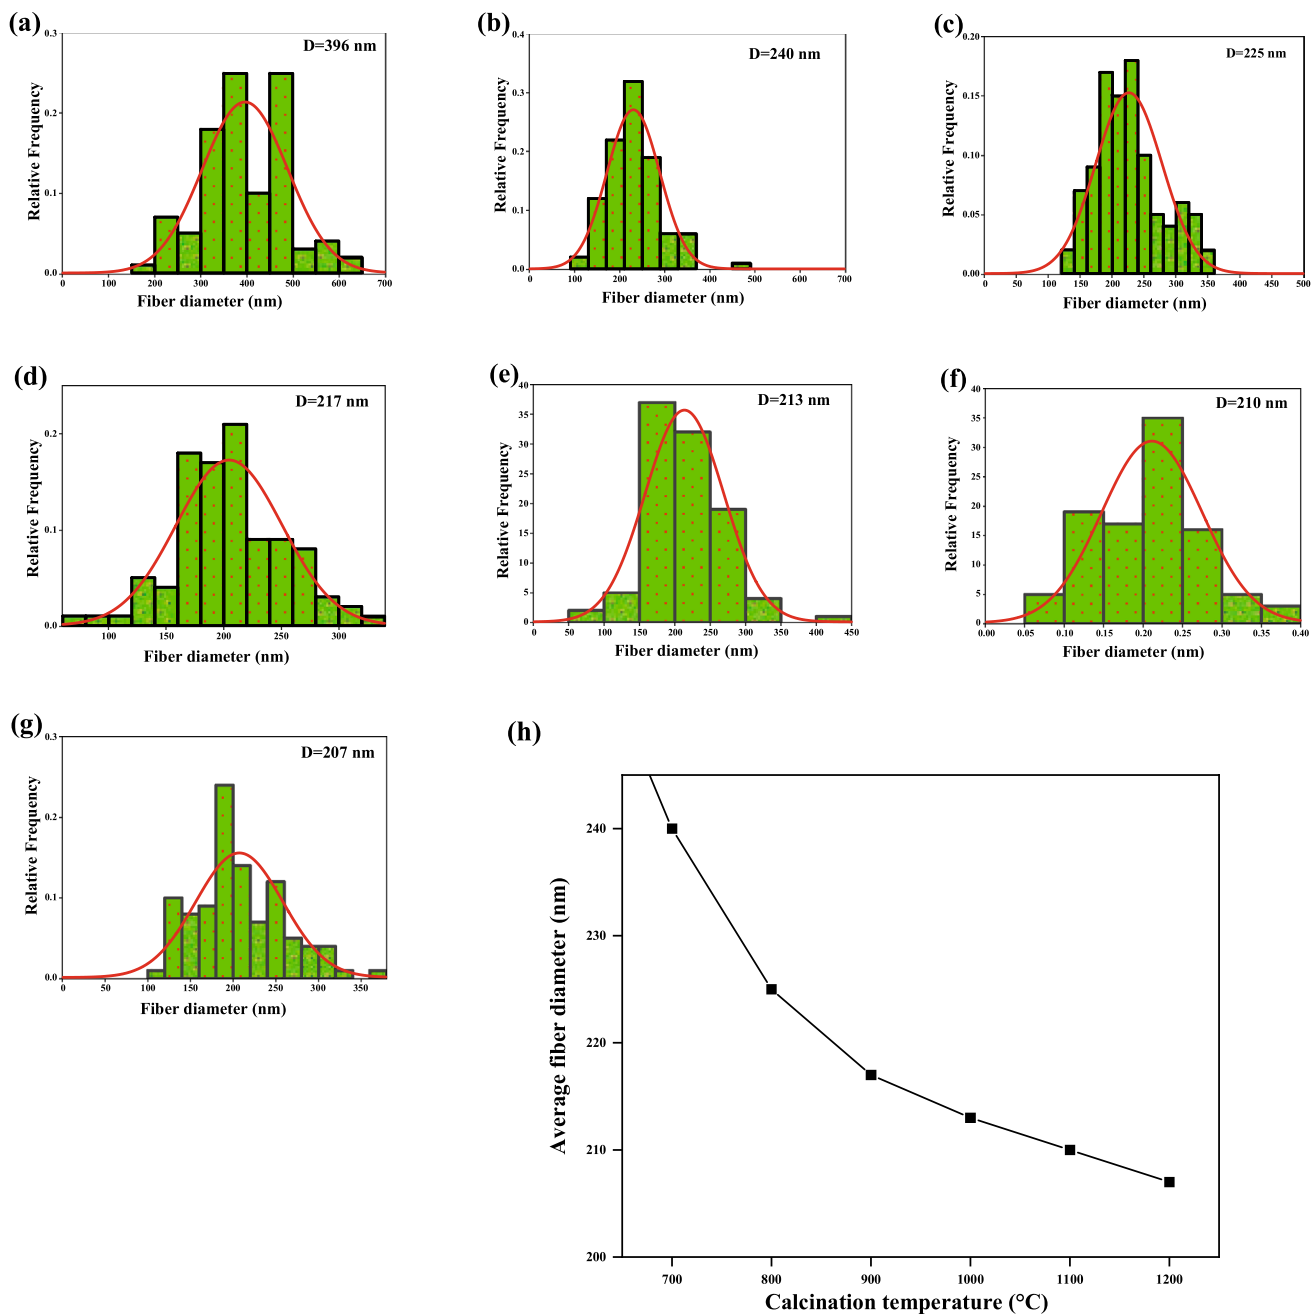 (a)
D=396 nm
Relative Frequency
0.3
0.2
0.1
0.0
0 100 200 300 400 500 600 700
Fiber diameter (nm)
(b)
D=240 nm
Relative Frequency
0.4
0.3
0.2
0.1
0.0
0 100 200 300 400 500 600 700
Fiber diameter (nm)
(c)
D=225 nm
Relative Frequency
0.20
0.15
0.10
0.05
0.00
0 50 100 150 200 250 300 350 400 450 500
Fiber diameter (nm)
(d)
D=217 nm
Relative Frequency
0.2
0.1
0.0
100 150 200 250 300
Fiber diameter (nm)
(e)
D=213 nm
Relative Frequency
40
35
30
25
20
15
10
5
0
0 50 100 150 200 250 300 350 400 450
Fiber diameter (nm)
(f)
D=210 nm
Relative Frequency
40
35
30
25
20
15
10
5
0
0.00 0.05 0.10 0.15 0.20 0.25 0.30 0.35 0.40
Fiber diameter (nm)
(g)
D=207 nm
Relative Frequency
0.3
0.2
0.1
0.0
0 50 100 150 200 250 300 350
Fiber diameter (nm)
(h)
Average fiber diameter (nm)
240
230
220
210
200
700 800 900 1000 1100 1200
Calcination temperature (°C)